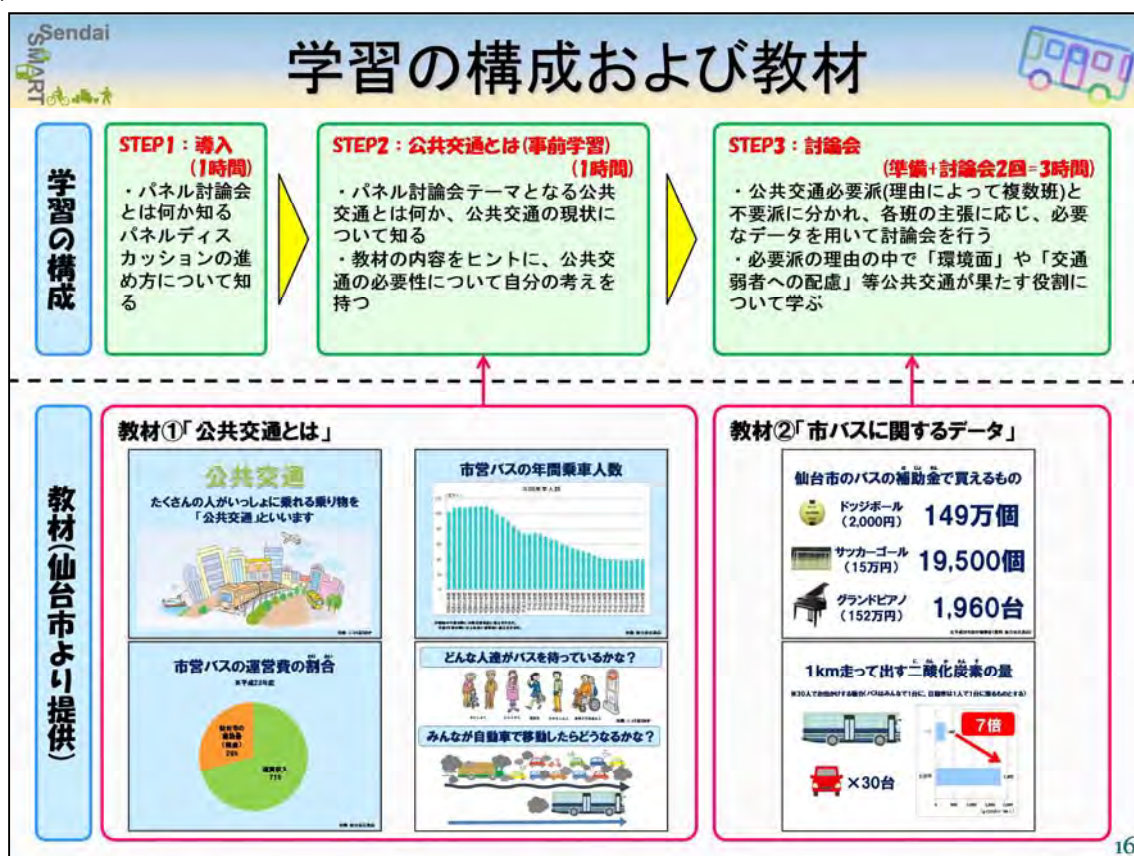 Sendai
SMART
学習の構成および教材
学習の構成
STEP1：導入
(1時間)
・パネル討論会
とは何か知る
パネルディス
カッションの進
め方について知
る
STEP2：公共交通とは(事前学習)
(1時間)
・パネル討論会テーマとなる公共
交通とは何か、公共交通の現状に
ついて知る
・教材の内容をヒントに、公共交
通の必要性について自分の考えを
持つ
STEP3：討論会
(準備+討論会2回=3時間)
・公共交通必要派(理由によって複数班)と
不要派に分かれ、各班の主張に応じ、必要
なデータを用いて討論会を行う
・必要派の理由の中で「環境面」や「交通
弱者への配慮」等公共交通が果たす役割に
ついて学ぶ
教材(仙台市より提供)
教材①「公共交通とは」
公共交通
たくさんの人がいっしょに乗れる乗り物を
「公共交通」といいます
市営バスの年間乗車人数
年間乗車人数
市営バスの運営費の割合
どんな人達がバスを待っているかな？
みんなが自動車で移動したらどうなるかな？
教材②「市バスに関するデータ」
仙台市のバスの補助金で買えるもの
ドッジボール
(2,000円)
149万個
サッカーゴール
(15万円)
19,500個
グランドピアノ
(152万円)
1,960台
1km走って出す二酸化炭素の量
7倍
×30台
16